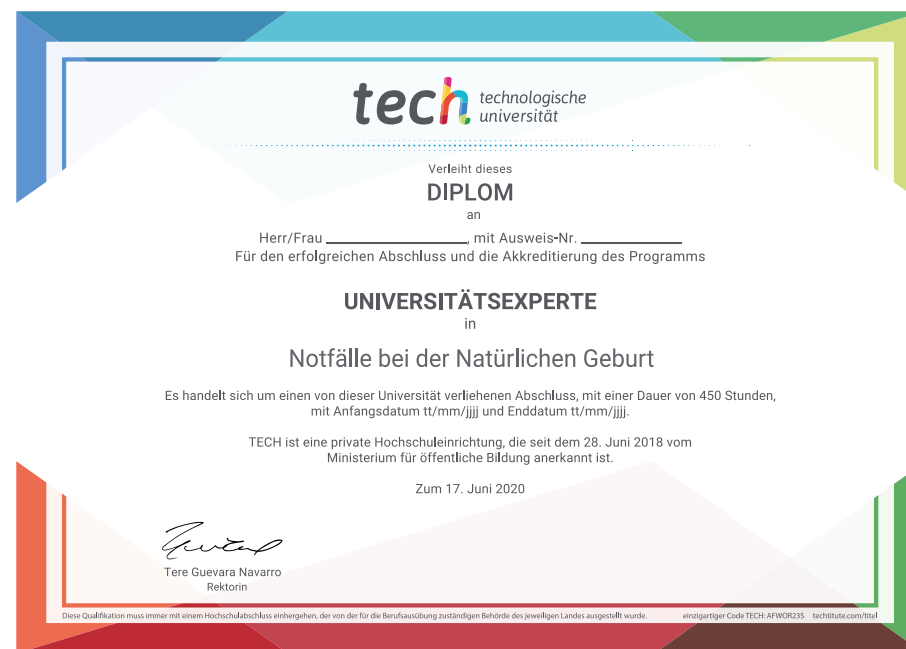 tech technologische
universität
Verleiht dieses
DIPLOM
an
Herr/Frau ____________________, mit Ausweis-Nr. ______________
Für den erfolgreichen Abschluss und die Akkreditierung des Programms
UNIVERSITÄTSEXPERTE
in
Notfälle bei der Natürlichen Geburt
Es handelt sich um einen von dieser Universität verliehenen Abschluss, mit einer Dauer von 450 Stunden,
mit Anfangsdatum tt/mm/jjjj und Enddatum tt/mm/jjjj.
TECH ist eine private Hochschuleinrichtung, die seit dem 28. Juni 2018 vom
Ministerium für öffentliche Bildung anerkannt ist.
Zum 17. Juni 2020
Tere Guevara Navarro
Rektorin
Diese Qualifikation muss immer mit einem Hochschulabschluss einhergehen, der von der für die Berufsausübung zuständigen Behörde des jeweiligen Landes ausgestellt wurde. einzigartiger Code TECH: AFWOR23S techtitute.com/titel